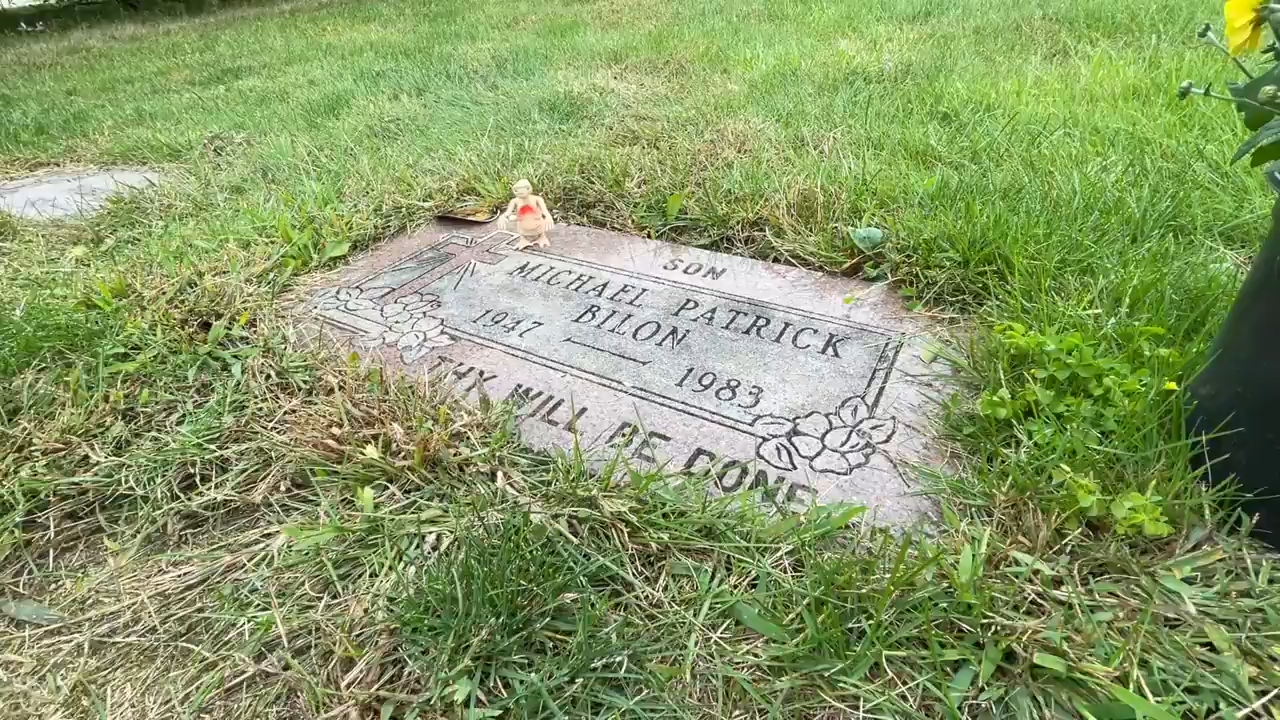 SON
MICHAEL PATRICK
BILON
1947 — 1983
THY WILL BE DONE